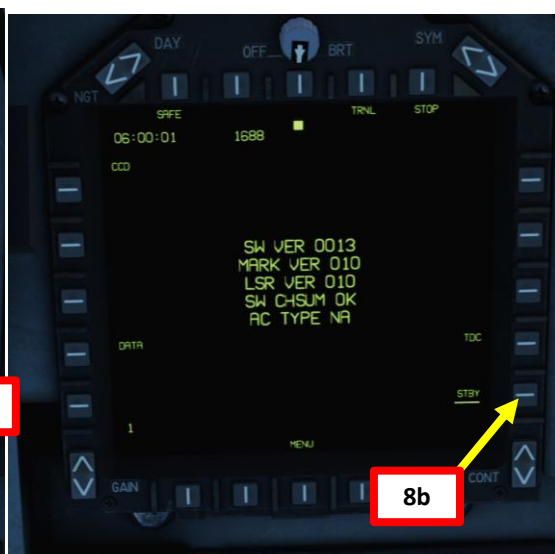 DAY OFF BRT SYM
NGT
SAFE TRNL STOP
06:00:01 1688
CCD
SW VER 0013
MARK VER 010
LSR VER 010
SW CHSUM OK
AC TYPE NA
DATA TDC
STBY
1
MENU
GAIN CONT
8b